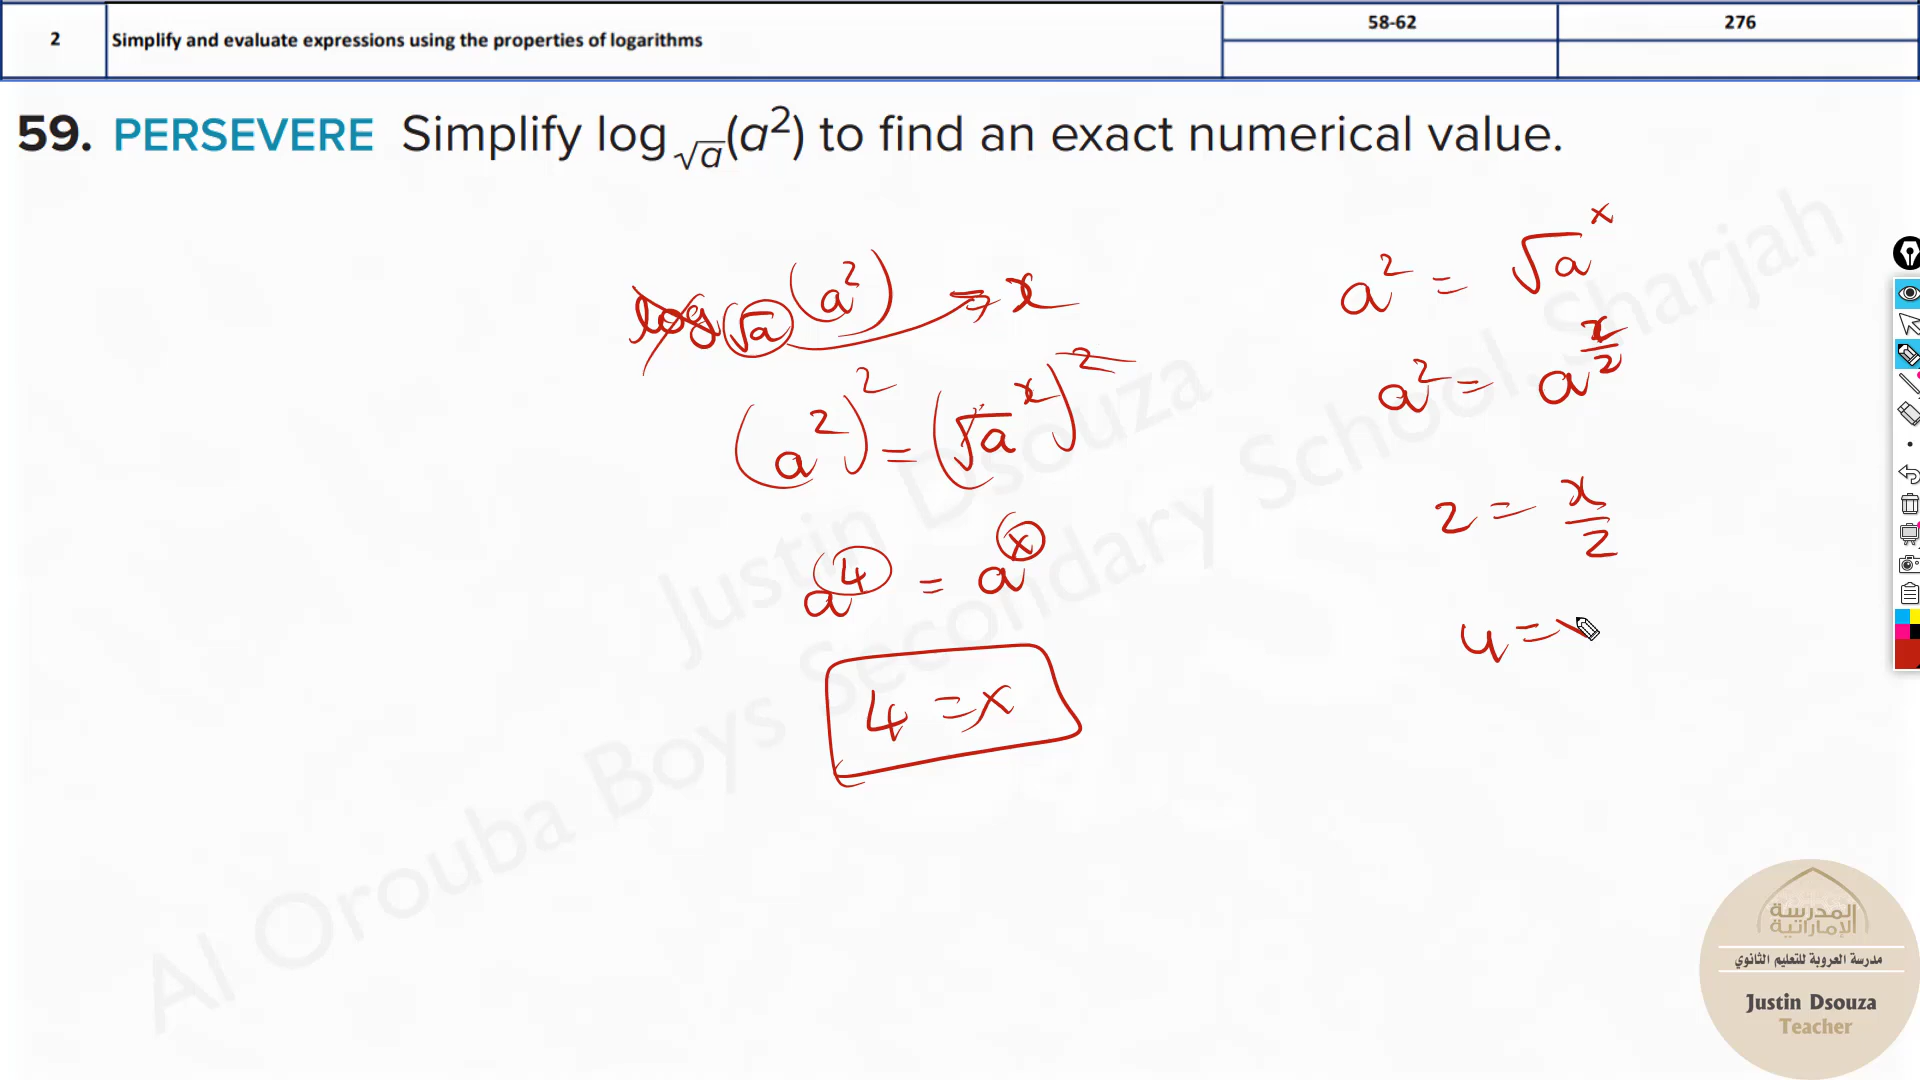 2 Simplify and evaluate expressions using the properties of logarithms 58-62 276
59. PERSEVERE Simplify log √a (a²) to find an exact numerical value.
log √a (a²) = x
(a²)² = (√a^x)²
a⁴ = a^x
4 = x
a² = √a^x
a² = a^(x/2)
2 = x/2
4 =
Justin Dsouza
Al Orouba Boys Secondary School, Sharjah
المدرسة
الإماراتية
مدرسة العروبة للتعليم الثانوي
Justin Dsouza
Teacher